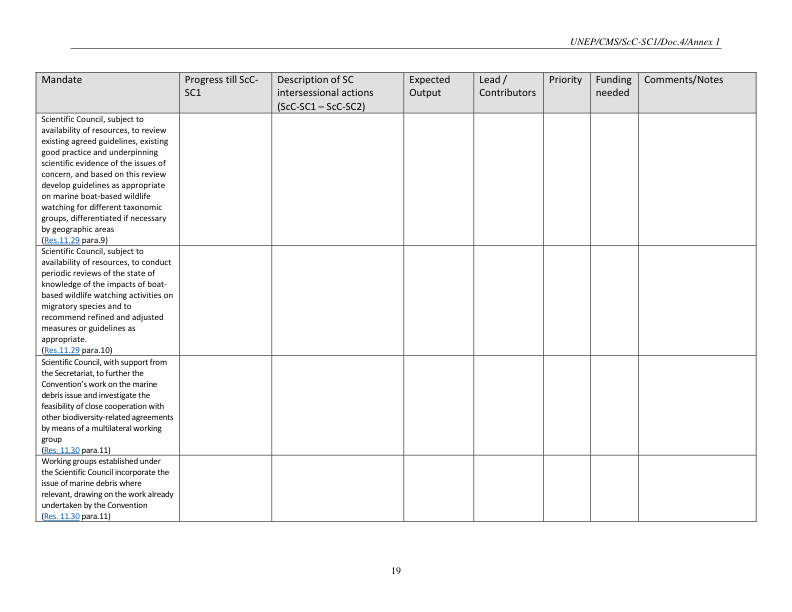 UNEP/CMS/ScC-SC1/Doc.4/Annex 1
Mandate
Progress till ScC-
SC1
Description of SC
intersessional actions
(ScC-SC1 – ScC-SC2)
Expected
Output
Lead /
Contributors
Priority
Funding
needed
Comments/Notes
Scientific Council, subject to
availability of resources, to review
existing agreed guidelines, existing
good practice and underpinning
scientific evidence of the issues of
concern, and based on this review
develop guidelines as appropriate
on marine boat-based wildlife
watching for different taxonomic
groups, differentiated if necessary
by geographic areas
(Res.11.29 para.9)
Scientific Council, subject to
availability of resources, to conduct
periodic reviews of the state of
knowledge of the impacts of boat-
based wildlife watching activities on
migratory species and to
recommend refined and adjusted
measures or guidelines as
appropriate.
(Res.11.29 para.10)
Scientific Council, with support from
the Secretariat, to further the
Convention’s work on the marine
debris issue and investigate the
feasibility of close cooperation with
other biodiversity-related agreements
by means of a multilateral working
group
(Res. 11.30 para.11)
Working groups established under
the Scientific Council incorporate the
issue of marine debris where
relevant, drawing on the work already
undertaken by the Convention
(Res. 11.30 para.11)
19